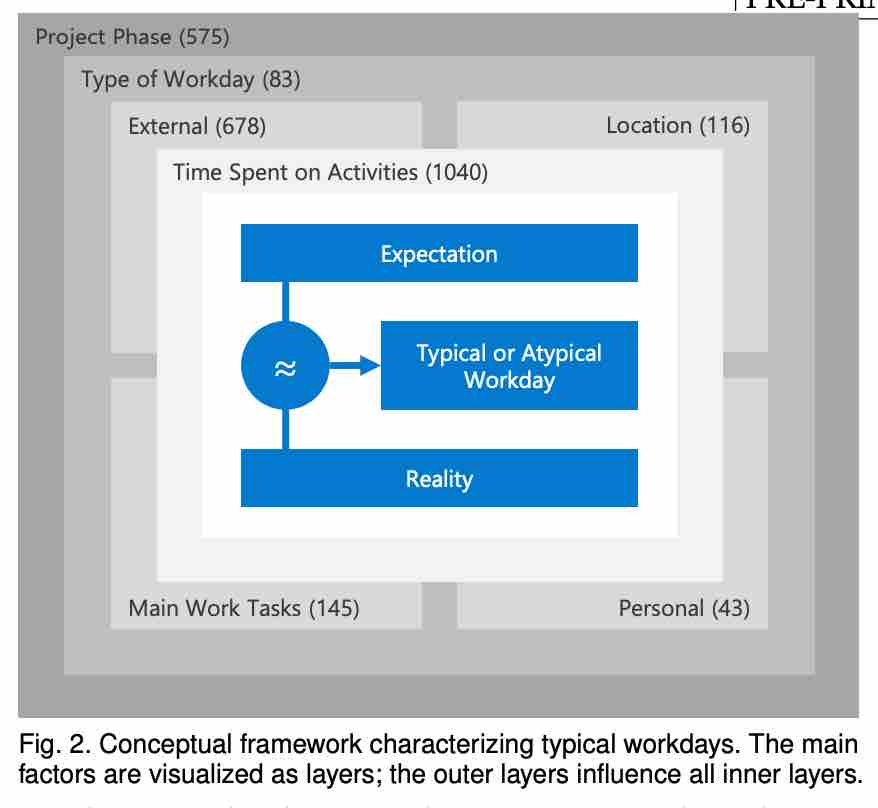 PRE-PRIN
Project Phase (575)
Type of Workday (83)
External (678)
Location (116)
Time Spent on Activities (1040)
Expectation
≈
Typical or Atypical
Workday
Reality
Main Work Tasks (145)
Personal (43)
Fig. 2. Conceptual framework characterizing typical workdays. The main
factors are visualized as layers; the outer layers influence all inner layers.